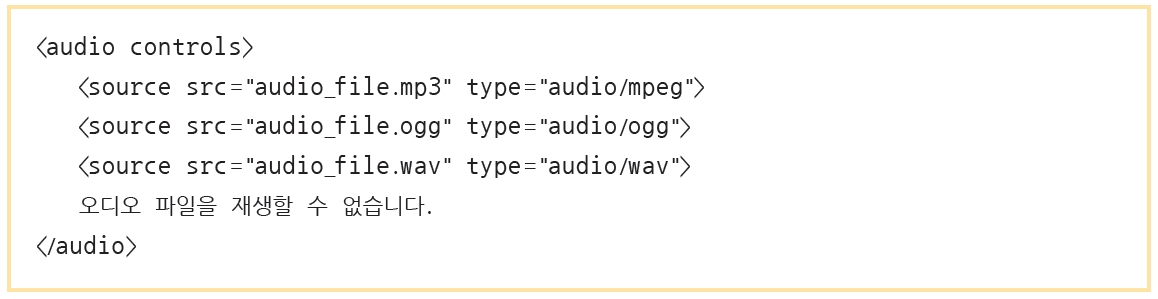 <audio controls>
<source src="audio_file.mp3" type="audio/mpeg">
<source src="audio_file.ogg" type="audio/ogg">
<source src="audio_file.wav" type="audio/wav">
오디오 파일을 재생할 수 없습니다.
</audio>